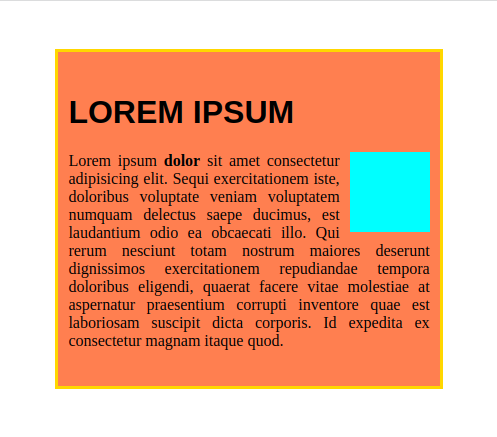 LOREM IPSUM
Lorem ipsum dolor sit amet consectetur
adipisicing elit. Sequi exercitationem iste,
doloribus voluptate veniam voluptatem
numquam delectus saepe ducimus, est
laudantium odio ea obcaecati illo. Qui
rerum nesciunt totam nostrum maiores deserunt
dignissimos exercitationem repudiandae tempora
doloribus eligendi, quaerat facere vitae molestiae at
aspernatur praesentium corrupti inventore quae est
laboriosam suscipit dicta corporis. Id expedita ex
consectetur magnam itaque quod.